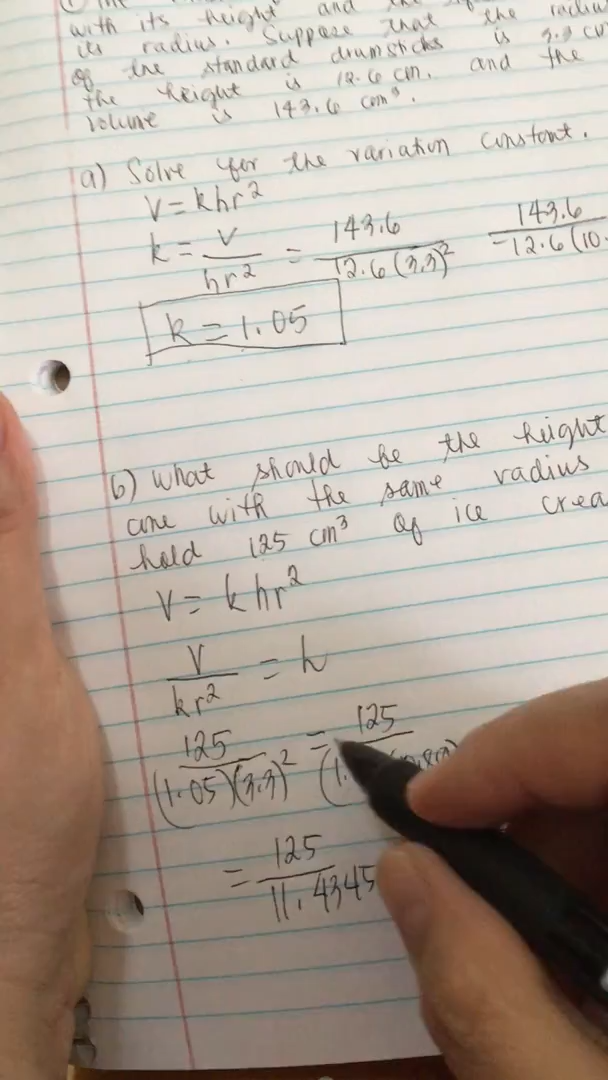 with its height and the
its radius. Suppose that the radius
of the standard drumsticks is 3.3 cm
the height is 12.6 cm. and the
volume is 143.6 cm³.
a) Solve for the variation constant.
V = khr²
k = V/hr² = 143.6/12.6(3.3)² 143.6/12.6(10.
k = 1.05
b) What should be the height
cone with the same radius
hold 125 cm³ of ice crea
V = khr²
V/kr² = h
125/(1.05)(3.3)² = 125/(1.
= 125/11.4345